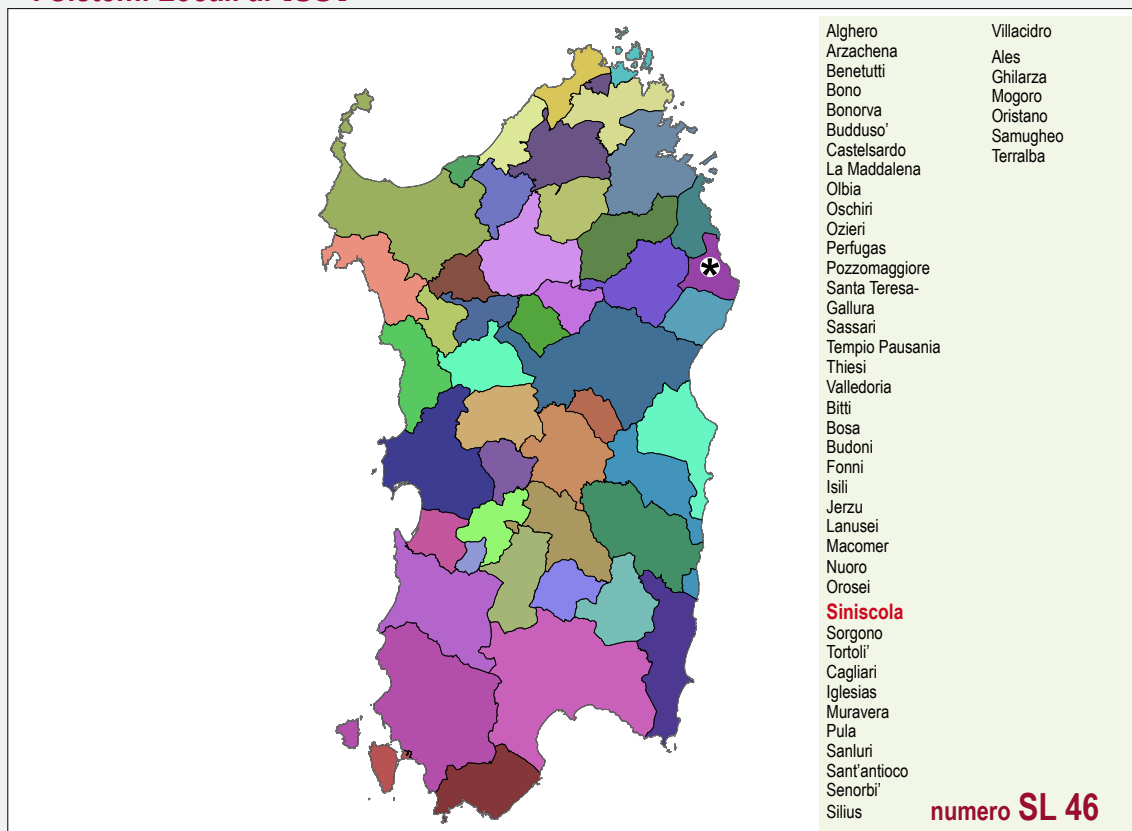 Alghero
Arzachena
Benetutti
Bono
Bonorva
Budduso'
Castelsardo
La Maddalena
Olbia
Oschiri
Ozieri
Perfugas
Pozzomaggiore
Santa Teresa-
Gallura
Sassari
Tempio Pausania
Thiesi
Valledoria
Bitti
Bosa
Budoni
Fonni
Isili
Jerzu
Lanusei
Macomer
Nuoro
Orosei
Siniscola
Sorgono
Tortoli'
Cagliari
Iglesias
Muravera
Pula
Sanluri
Sant'antioco
Senorbi'
Silius
Villacidro
Ales
Ghilarza
Mogoro
Oristano
Samugheo
Terralba
*
numero SL 46